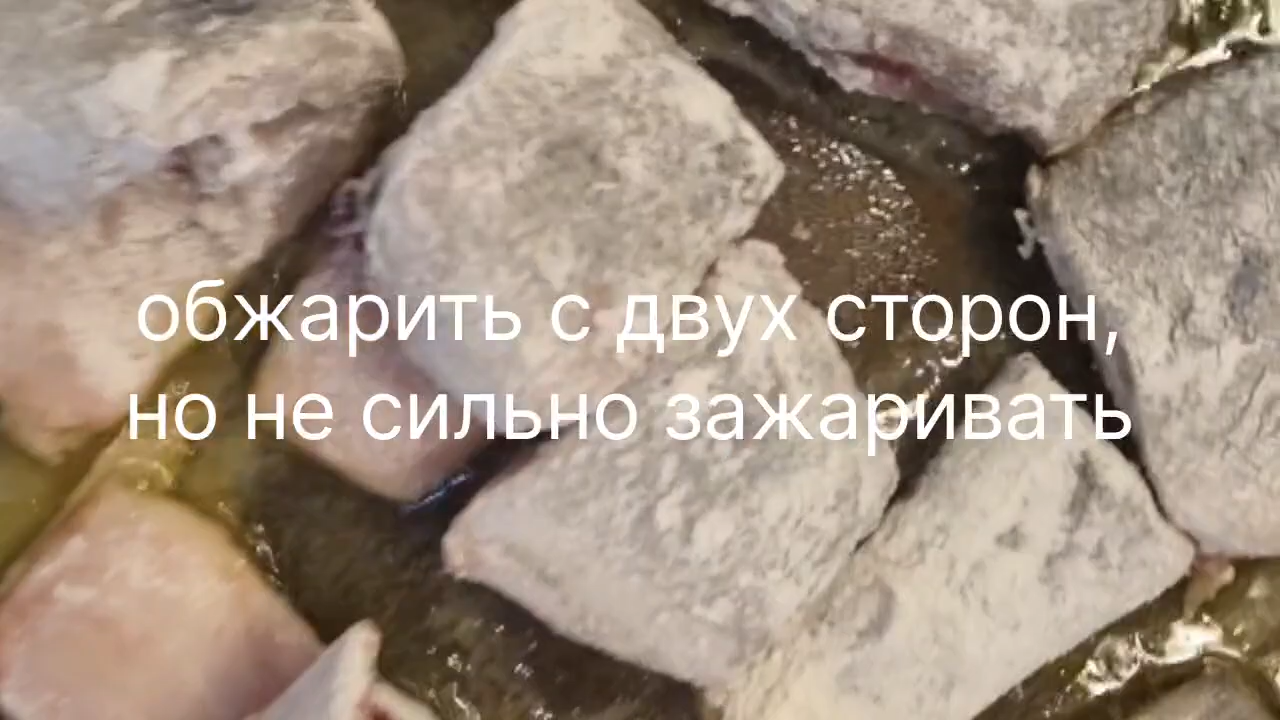 обжарить с двух сторон,
но не сильно зажаривать